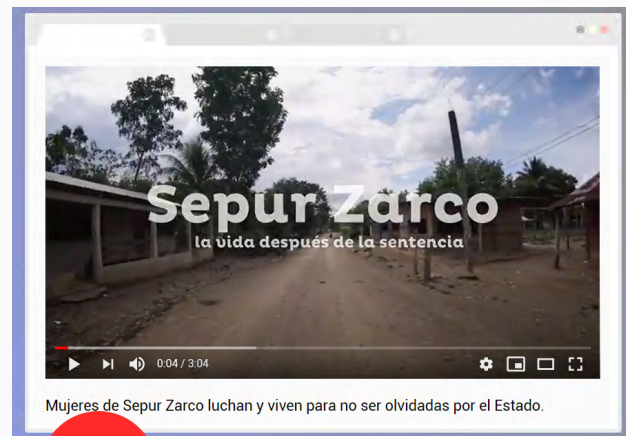 Sepur Zarco
la vida después de la sentencia
0:04 / 3:04
Mujeres de Sepur Zarco luchan y viven para no ser olvidadas por el Estado.